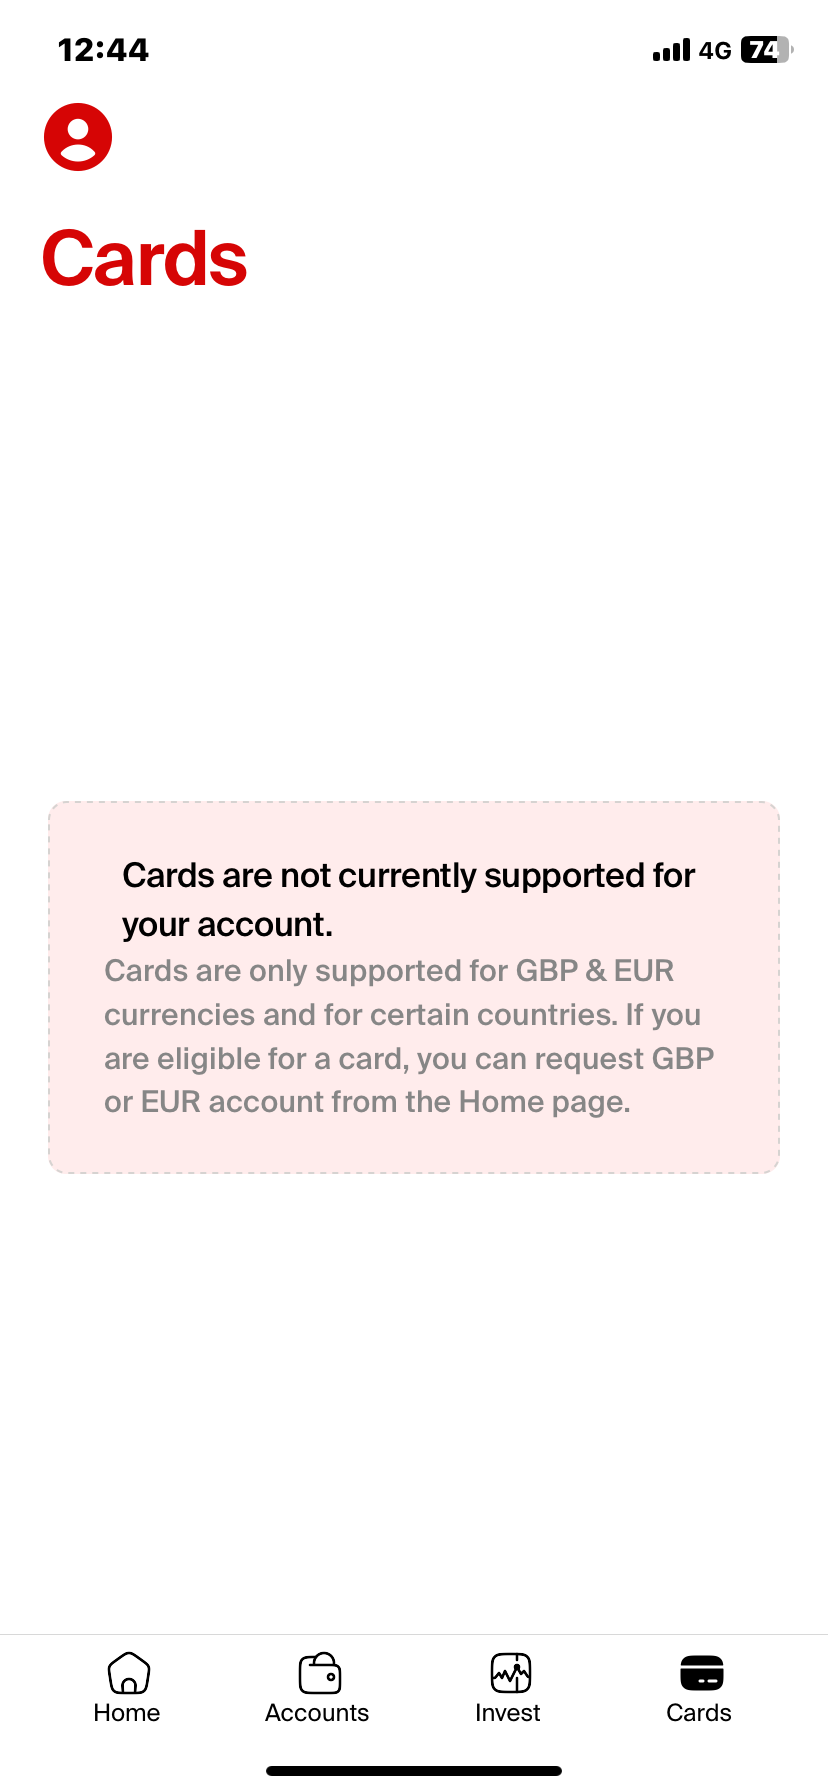 12:44
4G 74
Cards
Cards are not currently supported for
your account.
Cards are only supported for GBP & EUR
currencies and for certain countries. If you
are eligible for a card, you can request GBP
or EUR account from the Home page.
Home Accounts Invest Cards